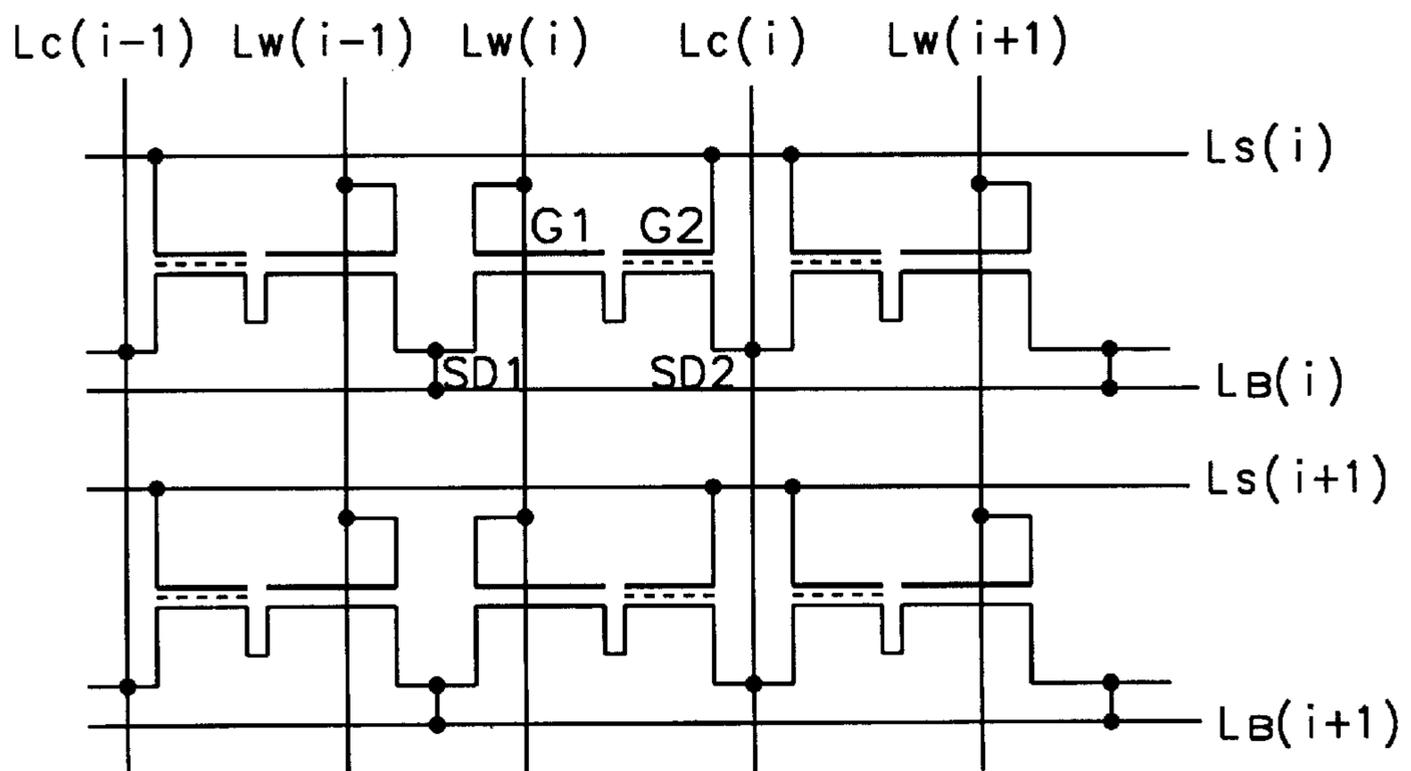 Lc(i-1) Lw(i-1) Lw(i) Lc(i) Lw(i+1)
Ls(i)
G1 G2
SD1 SD2
LB(i)
Ls(i+1)
LB(i+1)